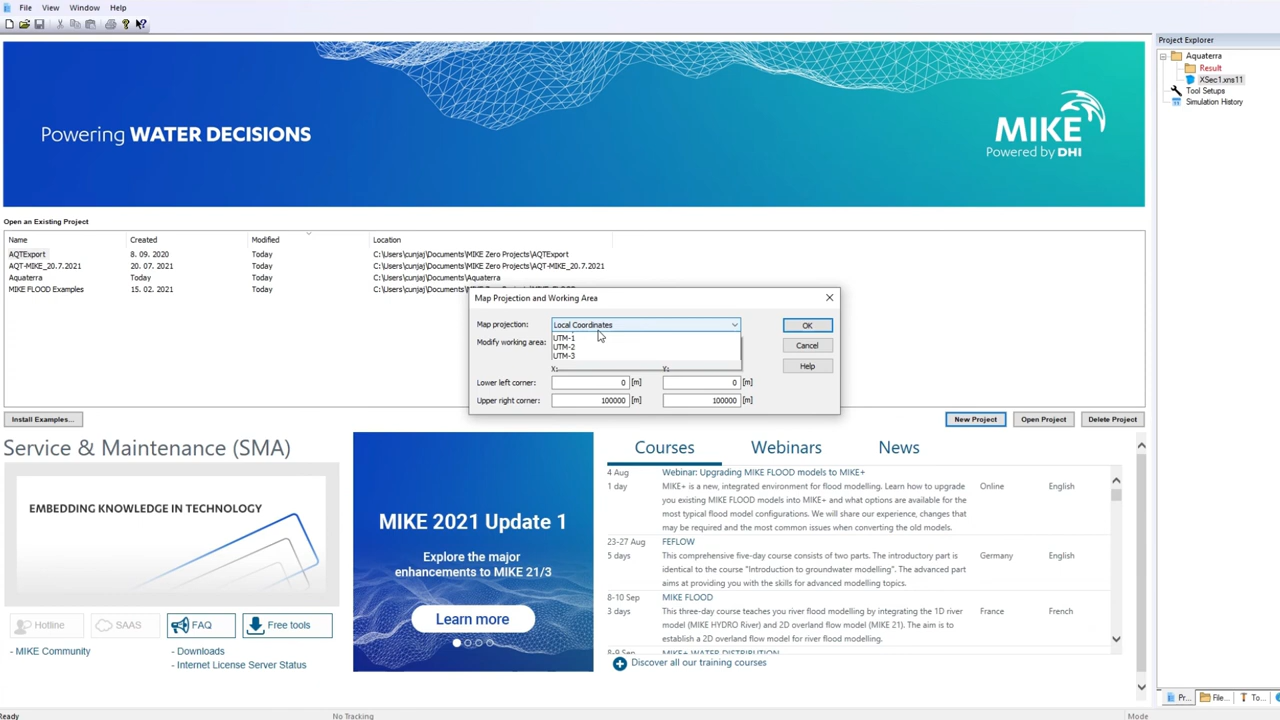 File View Window Help
Powering WATER DECISIONS
MIKE
Powered by DHI
Open an Existing Project
Name Created Modified Location
AQTExport 8. 09. 2020 Today C:\Users\cunjaj\Documents\MIKE Zero Projects\AQTExport
AQT-MIKE_20.7.2021 20. 07. 2021 Today C:\Users\cunjaj\Documents\MIKE Zero Projects\AQT-MIKE_20.7.2021
Aquaterra Today Today C:\Users\cunjaj\Documents\Aquaterra
MIKE FLOOD Examples 15. 02. 2021 Today
Map Projection and Working Area
Map projection: Local Coordinates OK
UTM-1
Modify working area: UTM-2 Cancel
UTM-3
X: Y: Help
Lower left corner: 0 [m] 0 [m]
Upper right corner: 100000 [m] 100000 [m]
Install Examples... New Project Open Project Delete Project
Service & Maintenance (SMA)
EMBEDDING KNOWLEDGE IN TECHNOLOGY
Hotline SAAS FAQ Free tools
- MIKE Community - Downloads
- Internet License Server Status
MIKE 2021 Update 1
Explore the major
enhancements to MIKE 21/3
Learn more
Courses Webinars News
4 Aug Webinar: Upgrading MIKE FLOOD models to MIKE+
1 day MIKE+ is a new, integrated environment for flood modelling. Learn how to upgrade Online English
you existing MIKE FLOOD models into MIKE+ and what options are available for the
most typical flood model configurations. We will share our experience, changes
that may be required and the most common issues when converting the old models.
23-27 Aug FEFLOW
5 days This comprehensive five-day course consists of two parts. The introductory part is Germany English
identical to the course "Introduction to groundwater modelling". The advanced part
aims at providing you with the skills for advanced modelling topics.
8-10 Sep MIKE FLOOD
3 days This three-day course teaches you river flood modelling by integrating the 1D river France French
model (MIKE HYDRO River) and 2D overland flow model (MIKE 21). The aim is to
establish a 2D overland flow model for river flood modelling.
8-9 Sep MIKE+ WATER DISTRIBUTION
Discover all our training courses
Project Explorer
Aquaterra
Result
XSec1.xns11
Tool Setups
Simulation History
Pr... File... To...
Ready No Tracking Mode